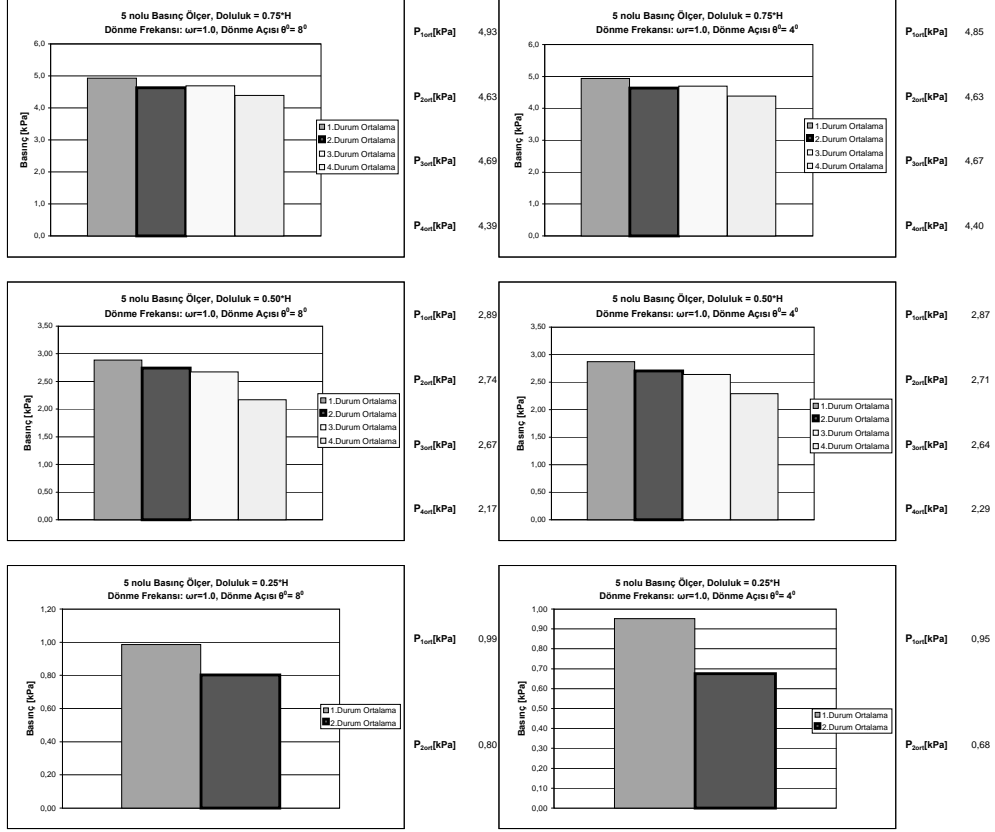 5 nolu Basınç Ölçer, Doluluk = 0.75*H
Dönme Frekansı: ωr=1.0, Dönme Açısı θ⁰= 8⁰
6,0
5,0
4,0
3,0
2,0
1,0
0,0
Basınç [kPa]
1.Durum Ortalama
2.Durum Ortalama
3.Durum Ortalama
4.Durum Ortalama
P1ort[kPa] 4,93
P2ort[kPa] 4,63
P3ort[kPa] 4,69
P4ort[kPa] 4,39
5 nolu Basınç Ölçer, Doluluk = 0.75*H
Dönme Frekansı: ωr=1.0, Dönme Açısı θ⁰= 4⁰
6,0
5,0
4,0
3,0
2,0
1,0
0,0
Basınç [kPa]
1.Durum Ortalama
2.Durum Ortalama
3.Durum Ortalama
4.Durum Ortalama
P1ort[kPa] 4,85
P2ort[kPa] 4,63
P3ort[kPa] 4,67
P4ort[kPa] 4,40
5 nolu Basınç Ölçer, Doluluk = 0.50*H
Dönme Frekansı: ωr=1.0, Dönme Açısı θ⁰= 8⁰
3,50
3,00
2,50
2,00
1,50
1,00
0,50
0,00
Basınç [kPa]
1.Durum Ortalama
2.Durum Ortalama
3.Durum Ortalama
4.Durum Ortalama
P1ort[kPa] 2,89
P2ort[kPa] 2,74
P3ort[kPa] 2,67
P4ort[kPa] 2,17
5 nolu Basınç Ölçer, Doluluk = 0.50*H
Dönme Frekansı: ωr=1.0, Dönme Açısı θ⁰= 4⁰
3,50
3,00
2,50
2,00
1,50
1,00
0,50
0,00
Basınç [kPa]
1.Durum Ortalama
2.Durum Ortalama
3.Durum Ortalama
4.Durum Ortalama
P1ort[kPa] 2,87
P2ort[kPa] 2,71
P3ort[kPa] 2,64
P4ort[kPa] 2,29
5 nolu Basınç Ölçer, Doluluk = 0.25*H
Dönme Frekansı: ωr=1.0, Dönme Açısı θ⁰= 8⁰
1,20
1,00
0,80
0,60
0,40
0,20
0,00
Basınç [kPa]
1.Durum Ortalama
2.Durum Ortalama
P1ort[kPa] 0,99
P2ort[kPa] 0,80
5 nolu Basınç Ölçer, Doluluk = 0.25*H
Dönme Frekansı: ωr=1.0, Dönme Açısı θ⁰= 4⁰
1,00
0,90
0,80
0,70
0,60
0,50
0,40
0,30
0,20
0,10
0,00
Basınç [kPa]
1.Durum Ortalama
2.Durum Ortalama
P1ort[kPa] 0,95
P2ort[kPa] 0,68